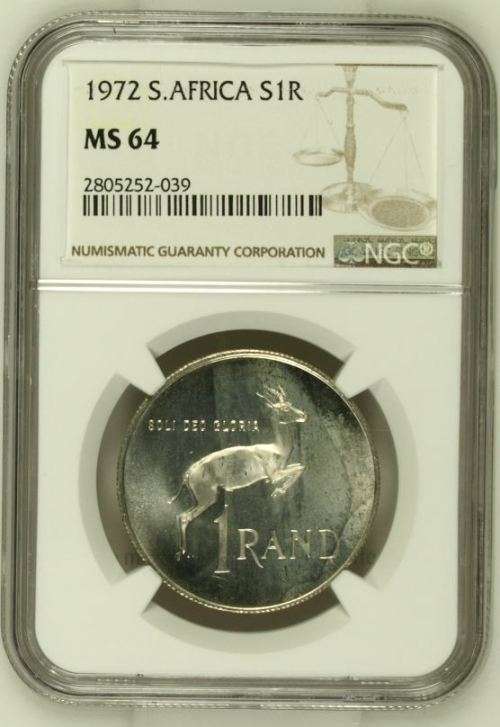 1972 S.AFRICA S1R
MS 64
2805252-039
NUMISMATIC GUARANTY CORPORATION
NGC®
SOLI DEO GLORIA
1 RAND